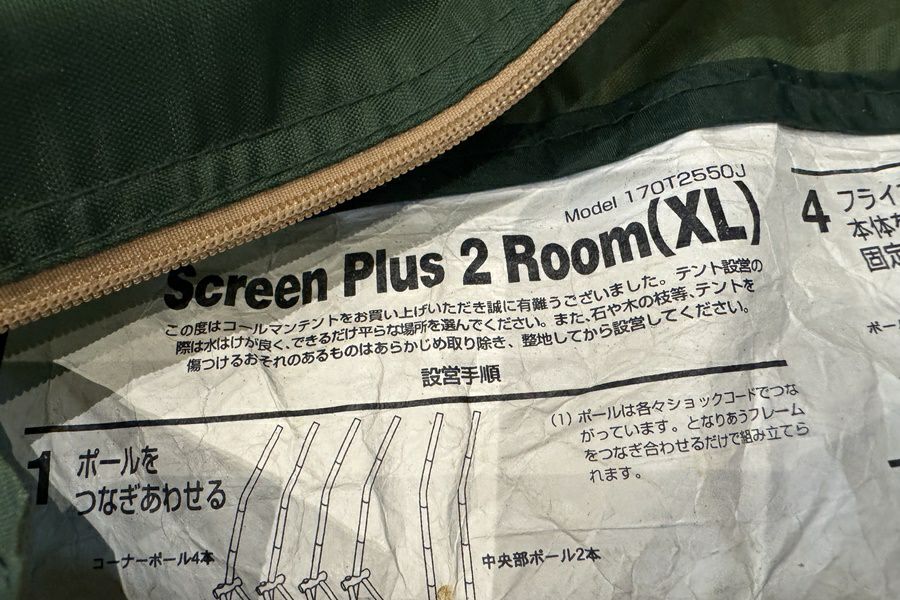 Model 170T2550J
Screen Plus 2 Room(XL)
この度はコールマンテントをお買い上げいただき誠に有難うございました。テント設営の
際は水はけが良く、できるだけ平らな場所を選んでください。また、石や木の枝等、テントを
傷つけるおそれのあるものはあらかじめ取り除き、整地してから設営してください。
設営手順
1 ポールを
つなぎあわせる
コーナーポール4本
中央部ポール2本
(1) ポールは各々ショックコードでつな
がっています。となりあうフレーム
をつなぎ合わせるだけで組み立てら
れます。
4 フライ
本体
固定
ポー